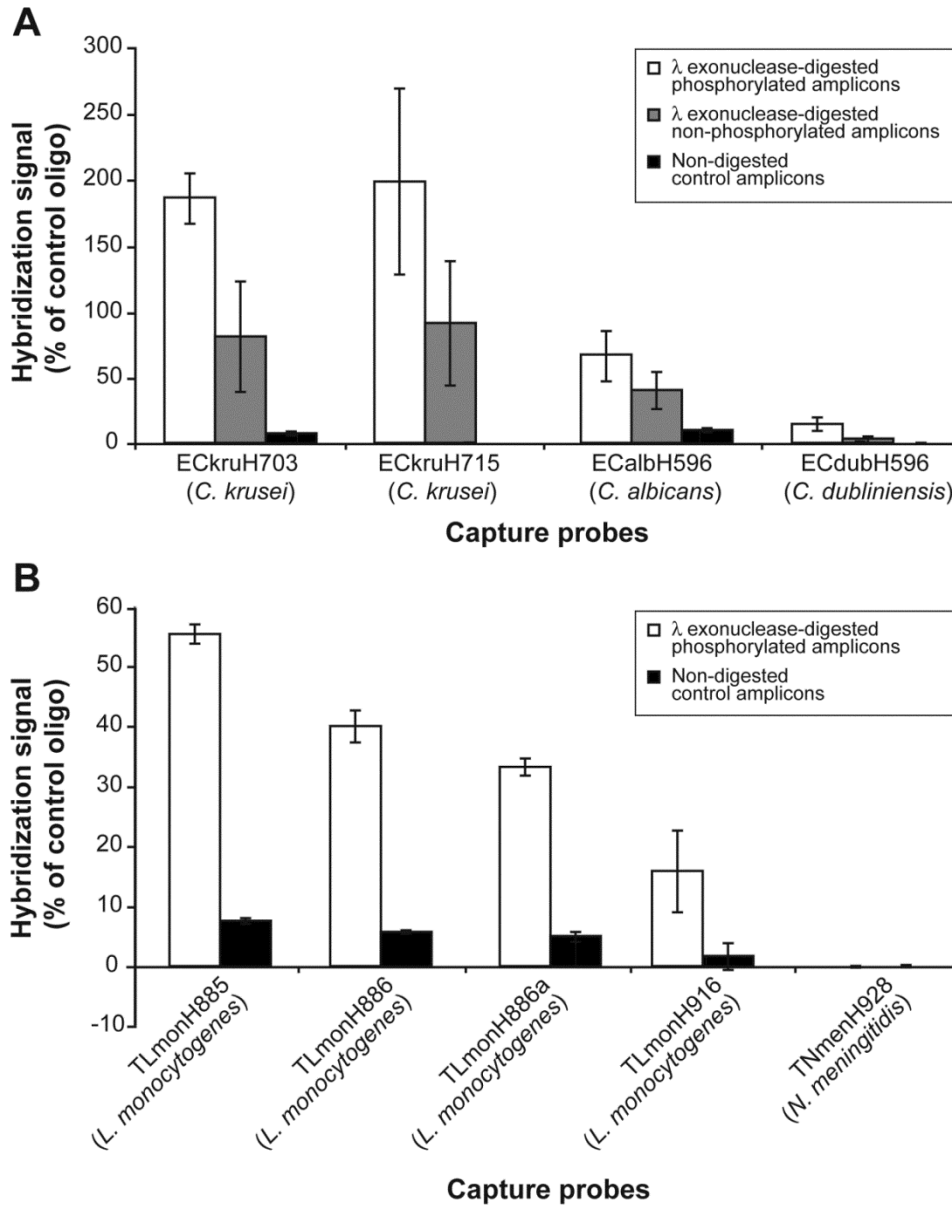 A
300
250
200
150
100
50
0
Hybridization signal
(% of control oligo)
λ exonuclease-digested
phosphorylated amplicons
λ exonuclease-digested
non-phosphorylated amplicons
Non-digested
control amplicons
ECkruH703
(C. krusei)
ECkruH715
(C. krusei)
ECalbH596
(C. albicans)
ECdubH596
(C. dubliniensis)
Capture probes
B
60
50
40
30
20
10
0
-10
Hybridization signal
(% of control oligo)
λ exonuclease-digested
phosphorylated amplicons
Non-digested
control amplicons
TLmonH885
(L. monocytogenes)
TLmonH886
(L. monocytogenes)
TLmonH886a
(L. monocytogenes)
TLmonH916
(L. monocytogenes)
TNmenH928
(N. meningitidis)
Capture probes